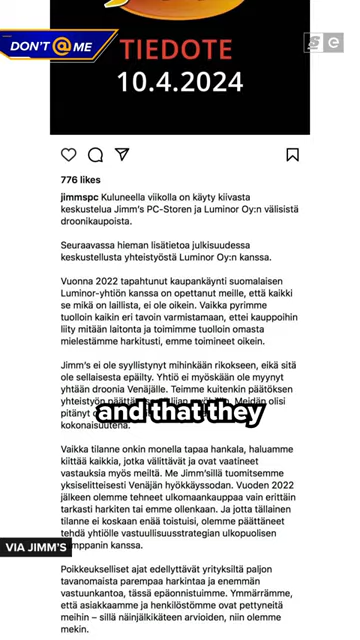 DON'T @ ME
TIEDOTE
10.4.2024
776 likes
jimmspc Kuluneella viikolla on käyty kiivasta
keskustelua Jimm's PC-Storen ja Luminor Oy:n välisistä
droonikaupoista.
Seuraavassa hieman lisätietoa julkisuudessa
keskustellusta yhteistyöstä Luminor Oy:n kanssa.
Vuonna 2022 tapahtunut kaupankäynti suomalaisen
Luminor-yhtiön kanssa on opettanut meille, että kaikki
se mikä on laillista, ei ole oikein. Vaikka pyrimme
tuolloin kaikin eri tavoin varmistamaan, ettei kauppoihin
liity mitään laitonta ja toimimme tuolloin omasta
mielestämme harkitusti, emme toimineet oikein.
Jimm's ei ole syyllistynyt mihinkään rikokseen, eikä sitä
ole sellaisesta epäilty. Yhtiö ei myöskään ole myynyt
yhtään droonia Venäjälle. Teimme kuitenkin päätöksen
yhteistyön
Meidän olisi
pitänyt
and that they
kokonaisuutena.
Vaikka tilanne onkin monella tapaa hankala, haluamme
kiittää kaikkia, jotka välittävät ja ovat vaatineet
vastauksia myös meiltä. Me Jimm'sillä tuomitsemme
yksiselitteisesti Venäjän hyökkäyssodan. Vuoden 2022
jälkeen olemme tehneet ulkomaankauppaa vain erittäin
tarkasti harkiten tai emme ollenkaan. Ja jotta tällainen
tilanne ei koskaan enää toistuisi, olemme päättäneet
tehdä yhtiölle vastuullisuusstrategian ulkopuolisen
VIA JIMM'S
kumppanin kanssa.
Poikkeukselliset ajat edellyttävät yrityksiltä paljon
tavanomaista parempaa harkintaa ja enemmän
vastuunkantoa, tässä epäonnistuimme. Ymmärrämme,
että asiakkaamme ja henkilöstömme ovat pettyneitä
meihin – sillä näinjälkikäteen arvioiden, niin olemme
mekin.